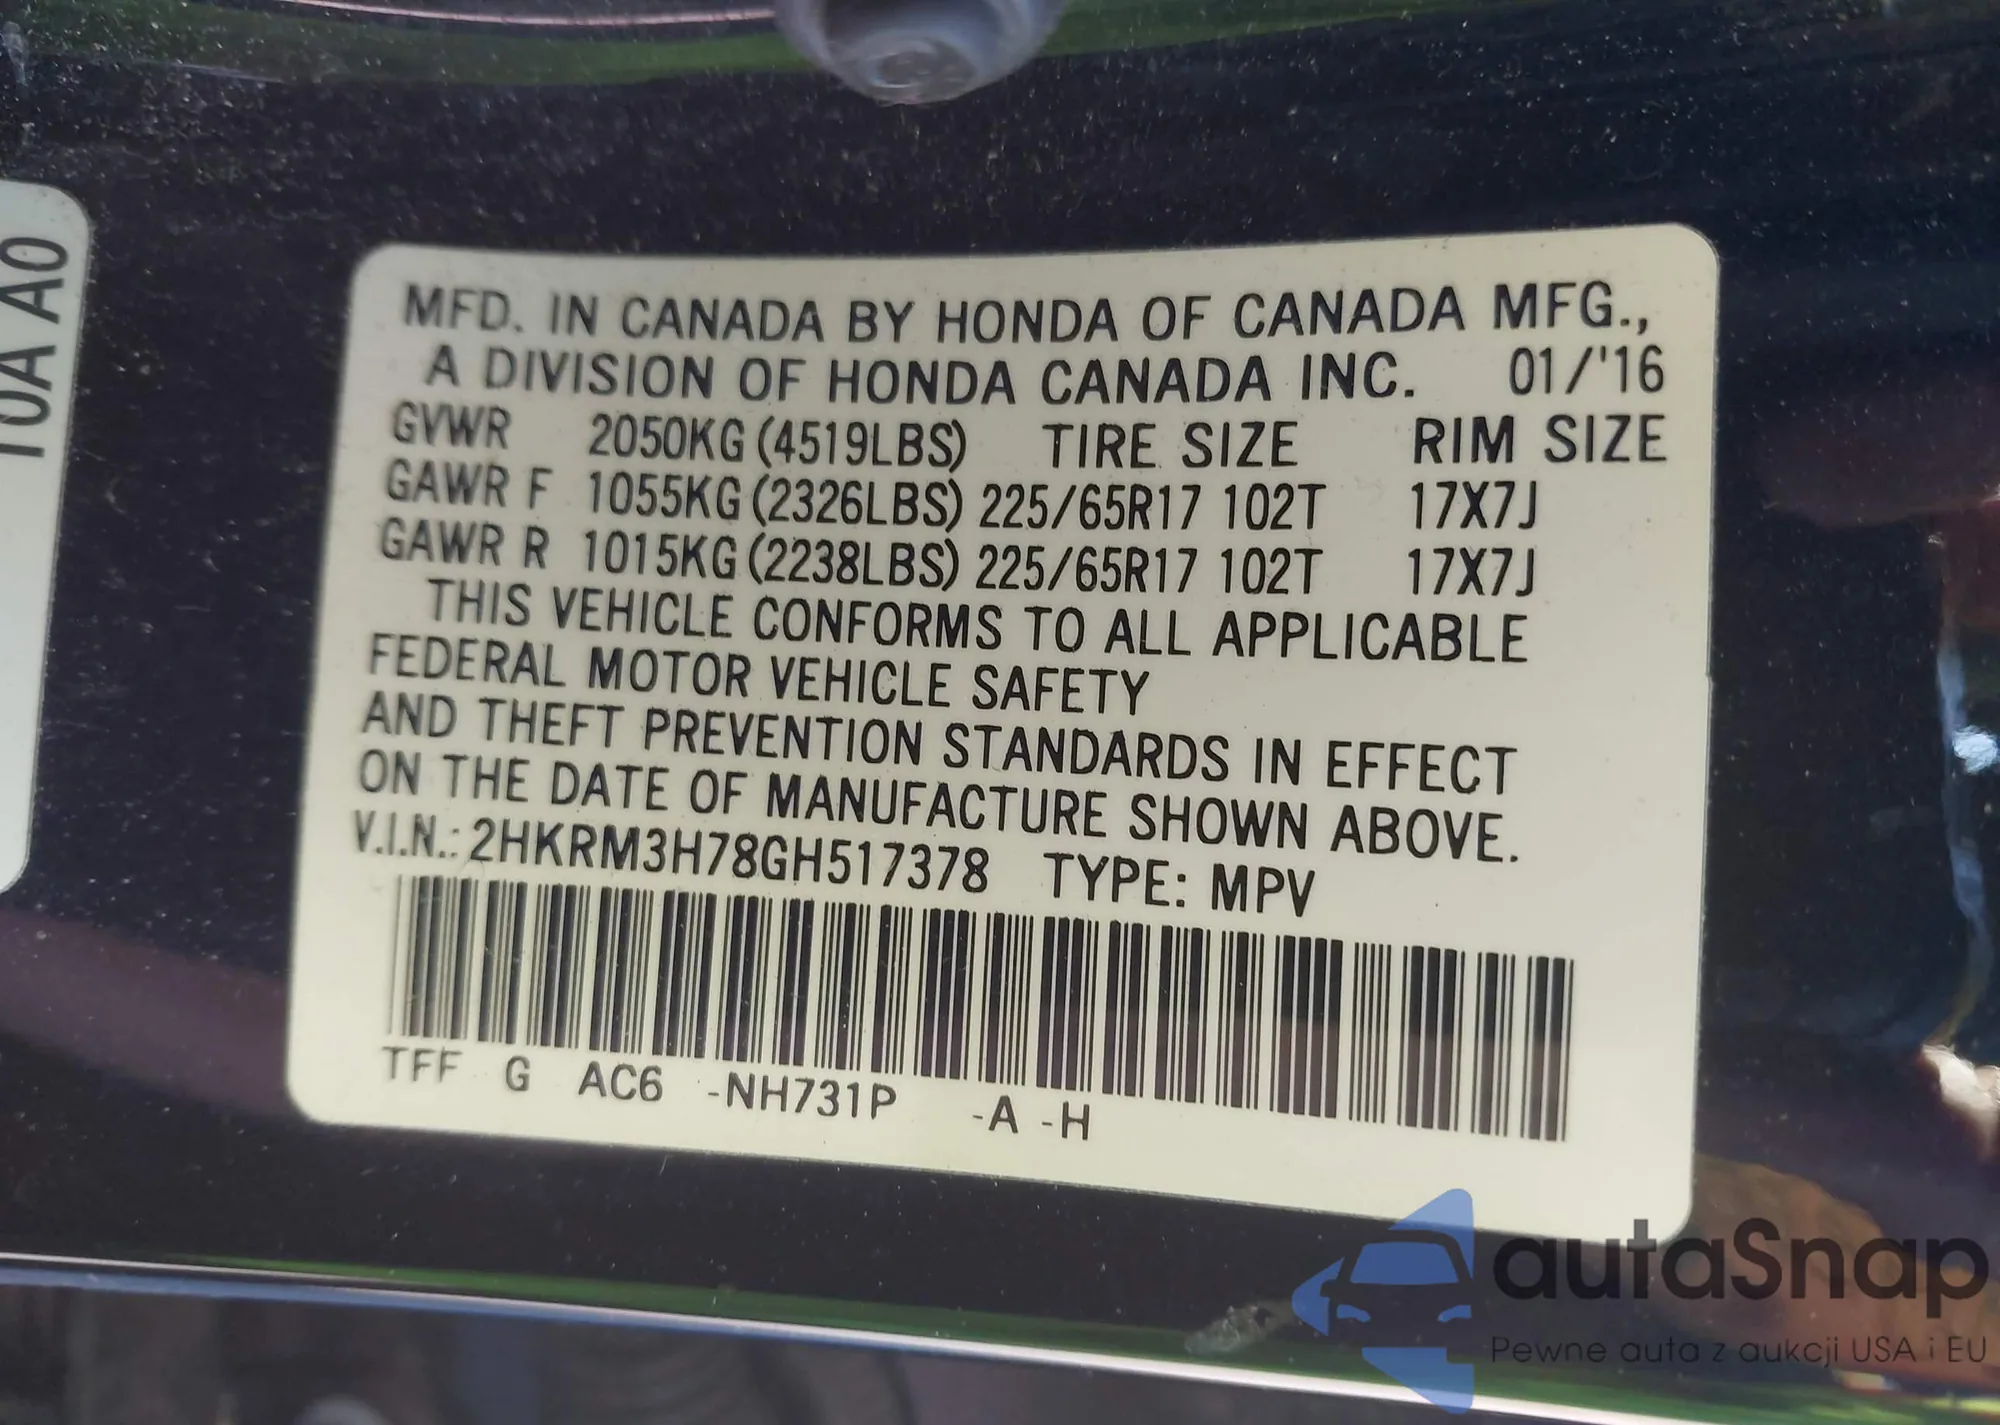 MFD. IN CANADA BY HONDA OF CANADA MFG.,
A DIVISION OF HONDA CANADA INC. 01/'16
GVWR 2050KG (4519LBS) TIRE SIZE RIM SIZE
GAWR F 1055KG (2326LBS) 225/65R17 102T 17X7J
GAWR R 1015KG (2238LBS) 225/65R17 102T 17X7J
THIS VEHICLE CONFORMS TO ALL APPLICABLE
FEDERAL MOTOR VEHICLE SAFETY
AND THEFT PREVENTION STANDARDS IN EFFECT
ON THE DATE OF MANUFACTURE SHOWN ABOVE.
V.I.N.: 2HKRM3H78GH517378 TYPE: MPV
TFF G AC6 -NH731P -A -H
A0
autaSnap
Pewne auta z aukcji USA i EU